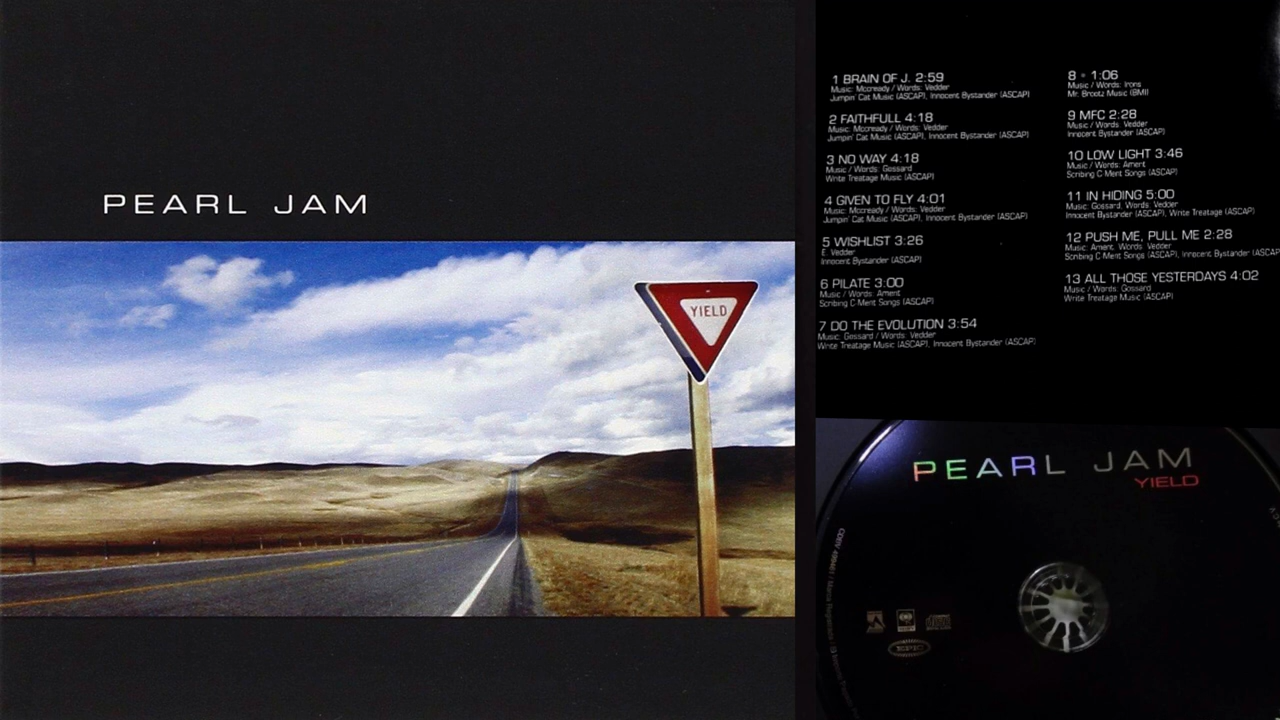 PEARL JAM
YIELD
1 BRAIN OF J. 2:59
Music: Mccready / Words: Vedder
Jumpin' Cat Music (ASCAP), Innocent Bystander (ASCAP)
2 FAITHFULL 4:18
Music: Mccready / Words: Vedder
Jumpin' Cat Music (ASCAP), Innocent Bystander (ASCAP)
3 NO WAY 4:18
Music / Words: Gossard
Write Treatage Music (ASCAP)
4 GIVEN TO FLY 4:01
Music: Mccready / Words: Vedder
Jumpin' Cat Music (ASCAP), Innocent Bystander (ASCAP)
5 WISHLIST 3:26
E. Vedder
Innocent Bystander (ASCAP)
6 PILATE 3:00
Music / Words: Ament
Scribing C Ment Songs (ASCAP)
7 DO THE EVOLUTION 3:54
Music: Gossard / Words: Vedder
Write Treatage Music (ASCAP), Innocent Bystander (ASCAP)
8 • 1:06
Music / Words: Irons
Mr. Brootz Music (BMI)
9 MFC 2:28
Music / Words: Vedder
Innocent Bystander (ASCAP)
10 LOW LIGHT 3:46
Music / Words: Ament
Scribing C Ment Songs (ASCAP)
11 IN HIDING 5:00
Music: Gossard, Words: Vedder
Innocent Bystander (ASCAP), Write Treatage (ASCAP)
12 PUSH ME, PULL ME 2:28
Music: Ament, Words: Vedder
Scribing C Ment Songs (ASCAP), Innocent Bystander (ASCAP
13 ALL THOSE YESTERDAYS 4:02
Music / Words: Gossard
Write Treatage Music (ASCAP)
PEARL JAM
YIELD
EPIC